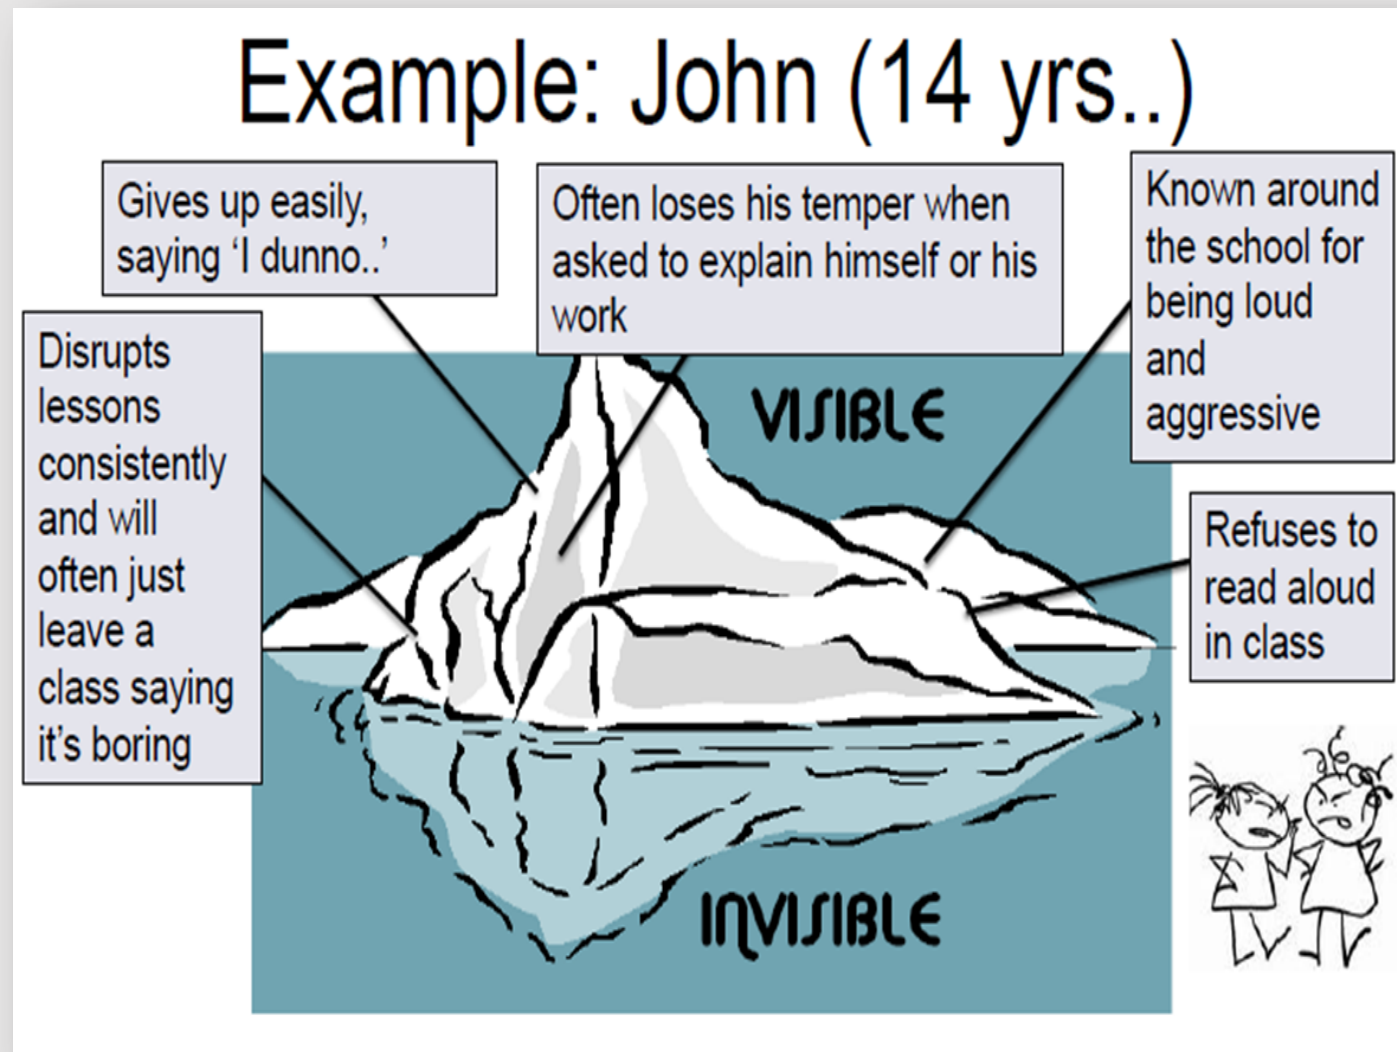 Example: John (14 yrs..)
Gives up easily,
saying ‘I dunno..’
Often loses his temper when
asked to explain himself or his
work
Known around
the school for
being loud
and
aggressive
Disrupts
lessons
consistently
and will
often just
leave a
class saying
it’s boring
VISIBLE
Refuses to
read aloud
in class
INVISIBLE